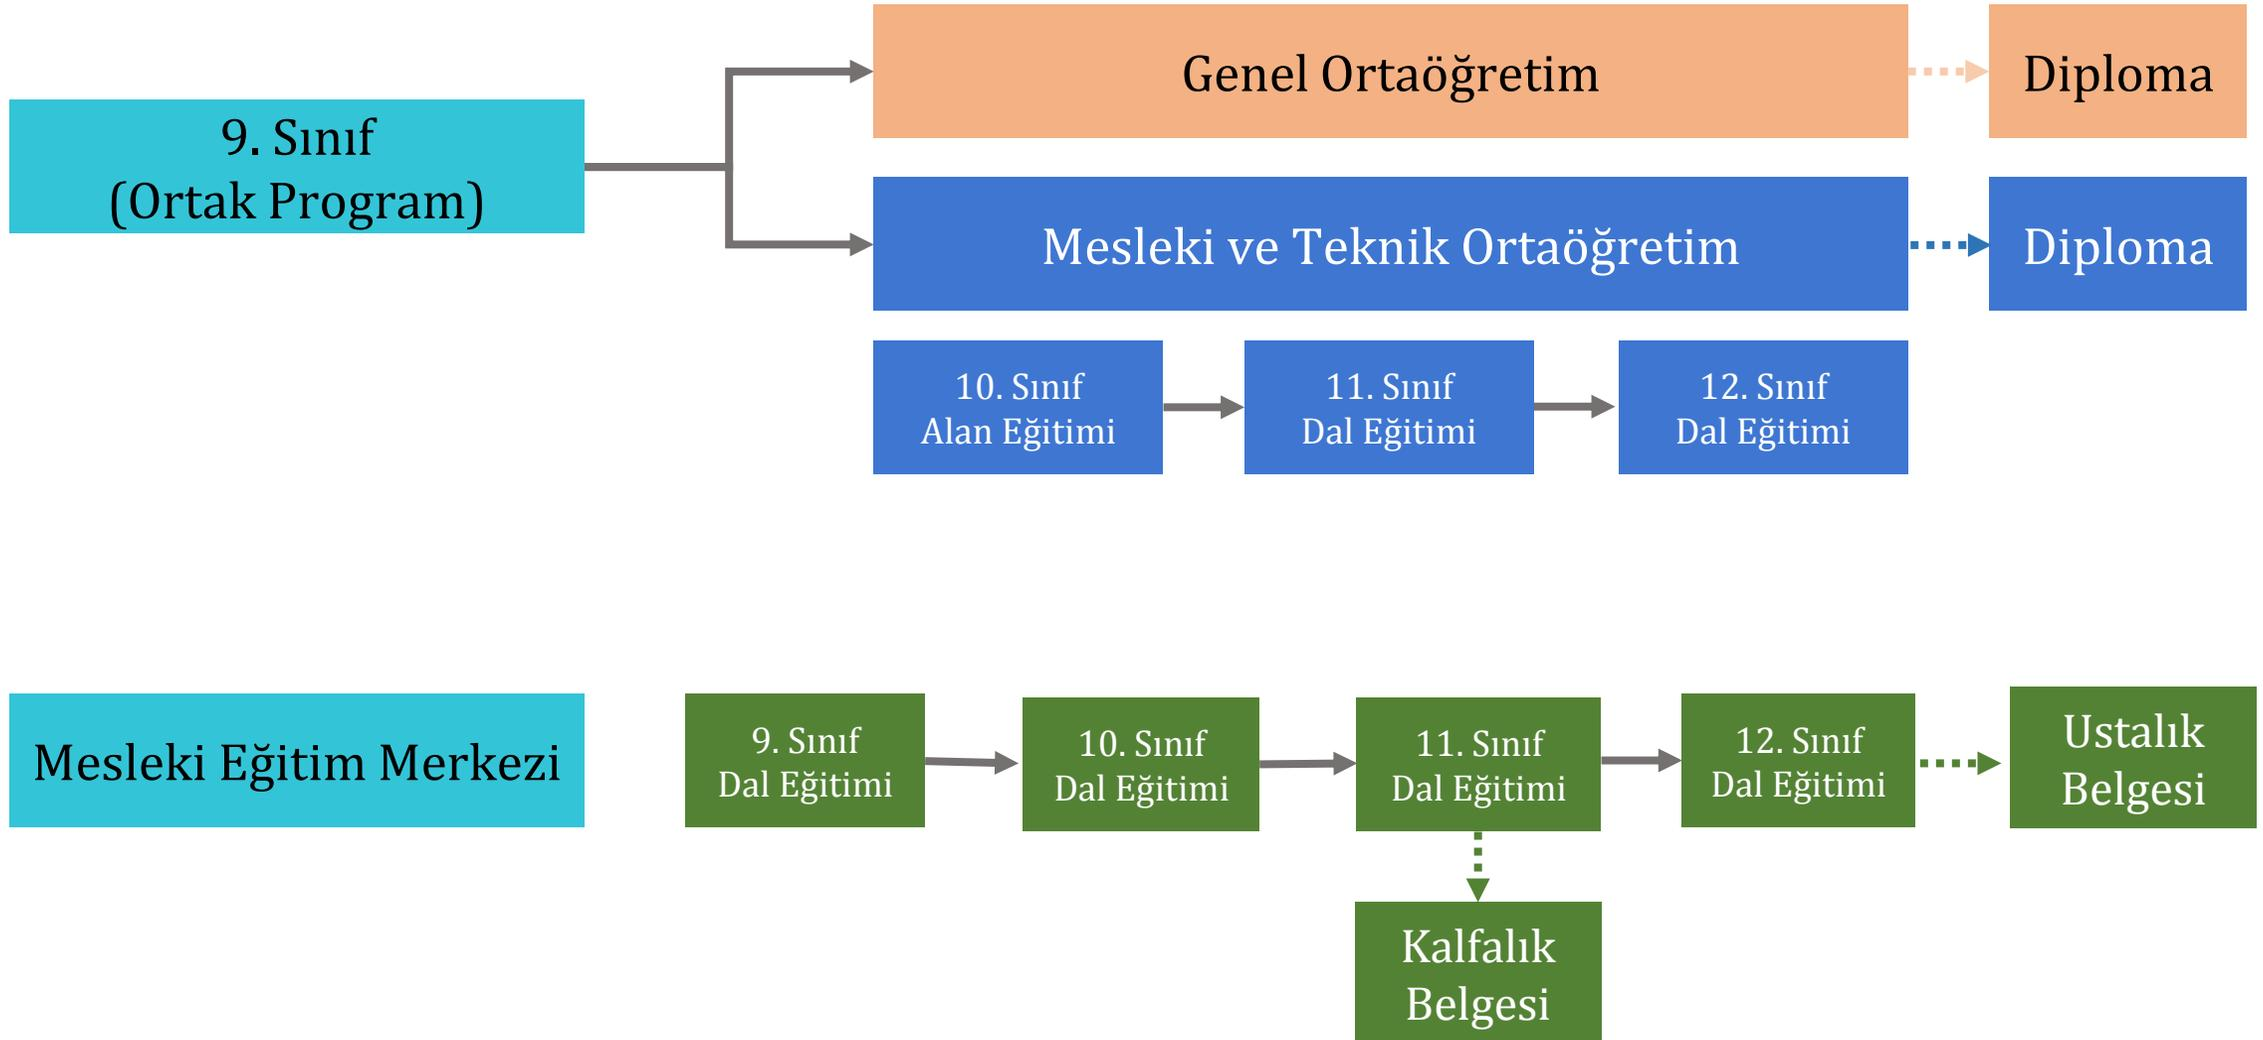 Genel Ortaöğretim
Diploma
9. Sınıf
(Ortak Program)
Mesleki ve Teknik Ortaöğretim
Diploma
10. Sınıf
Alan Eğitimi
11. Sınıf
Dal Eğitimi
12. Sınıf
Dal Eğitimi
Mesleki Eğitim Merkezi
9. Sınıf
Dal Eğitimi
10. Sınıf
Dal Eğitimi
11. Sınıf
Dal Eğitimi
12. Sınıf
Dal Eğitimi
Ustalık
Belgesi
Kalfalık
Belgesi